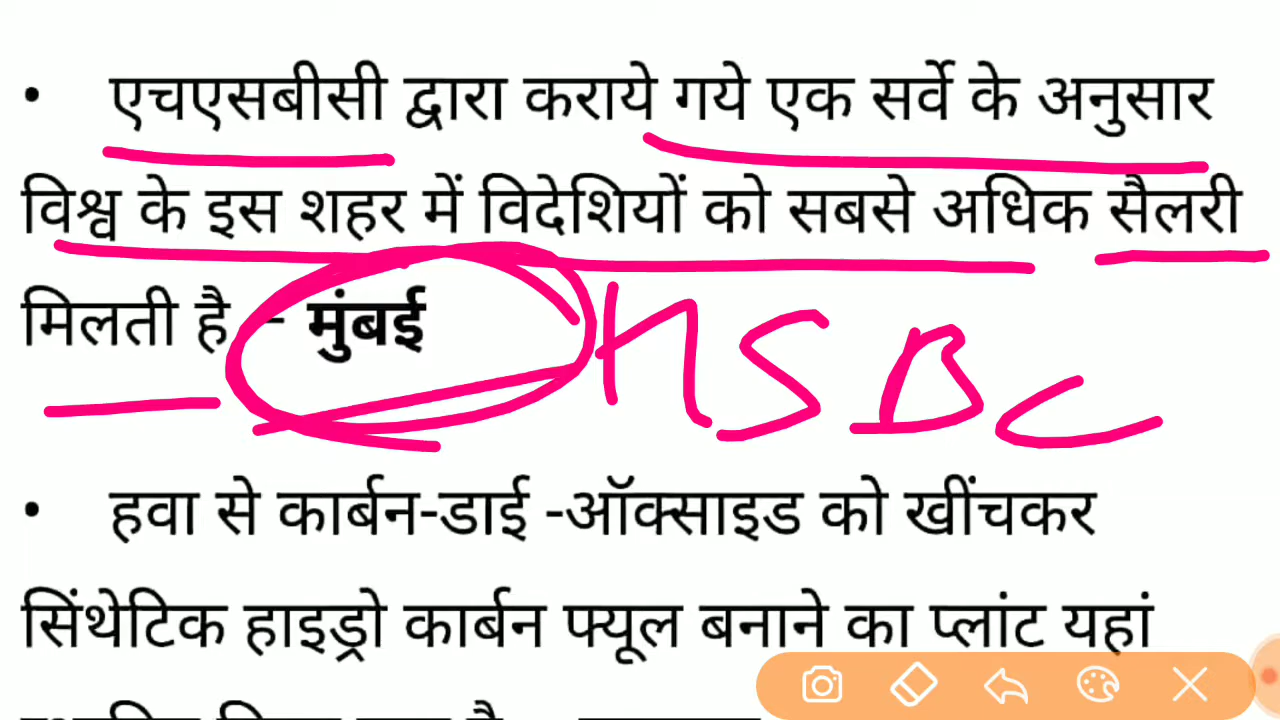 • एचएसबीसी द्वारा कराये गये एक सर्वे के अनुसार
विश्व के इस शहर में विदेशियों को सबसे अधिक सैलरी
मिलती है - मुंबई
HSBC
• हवा से कार्बन-डाई -ऑक्साइड को खींचकर
सिंथेटिक हाइड्रो कार्बन फ्यूल बनाने का प्लांट यहां